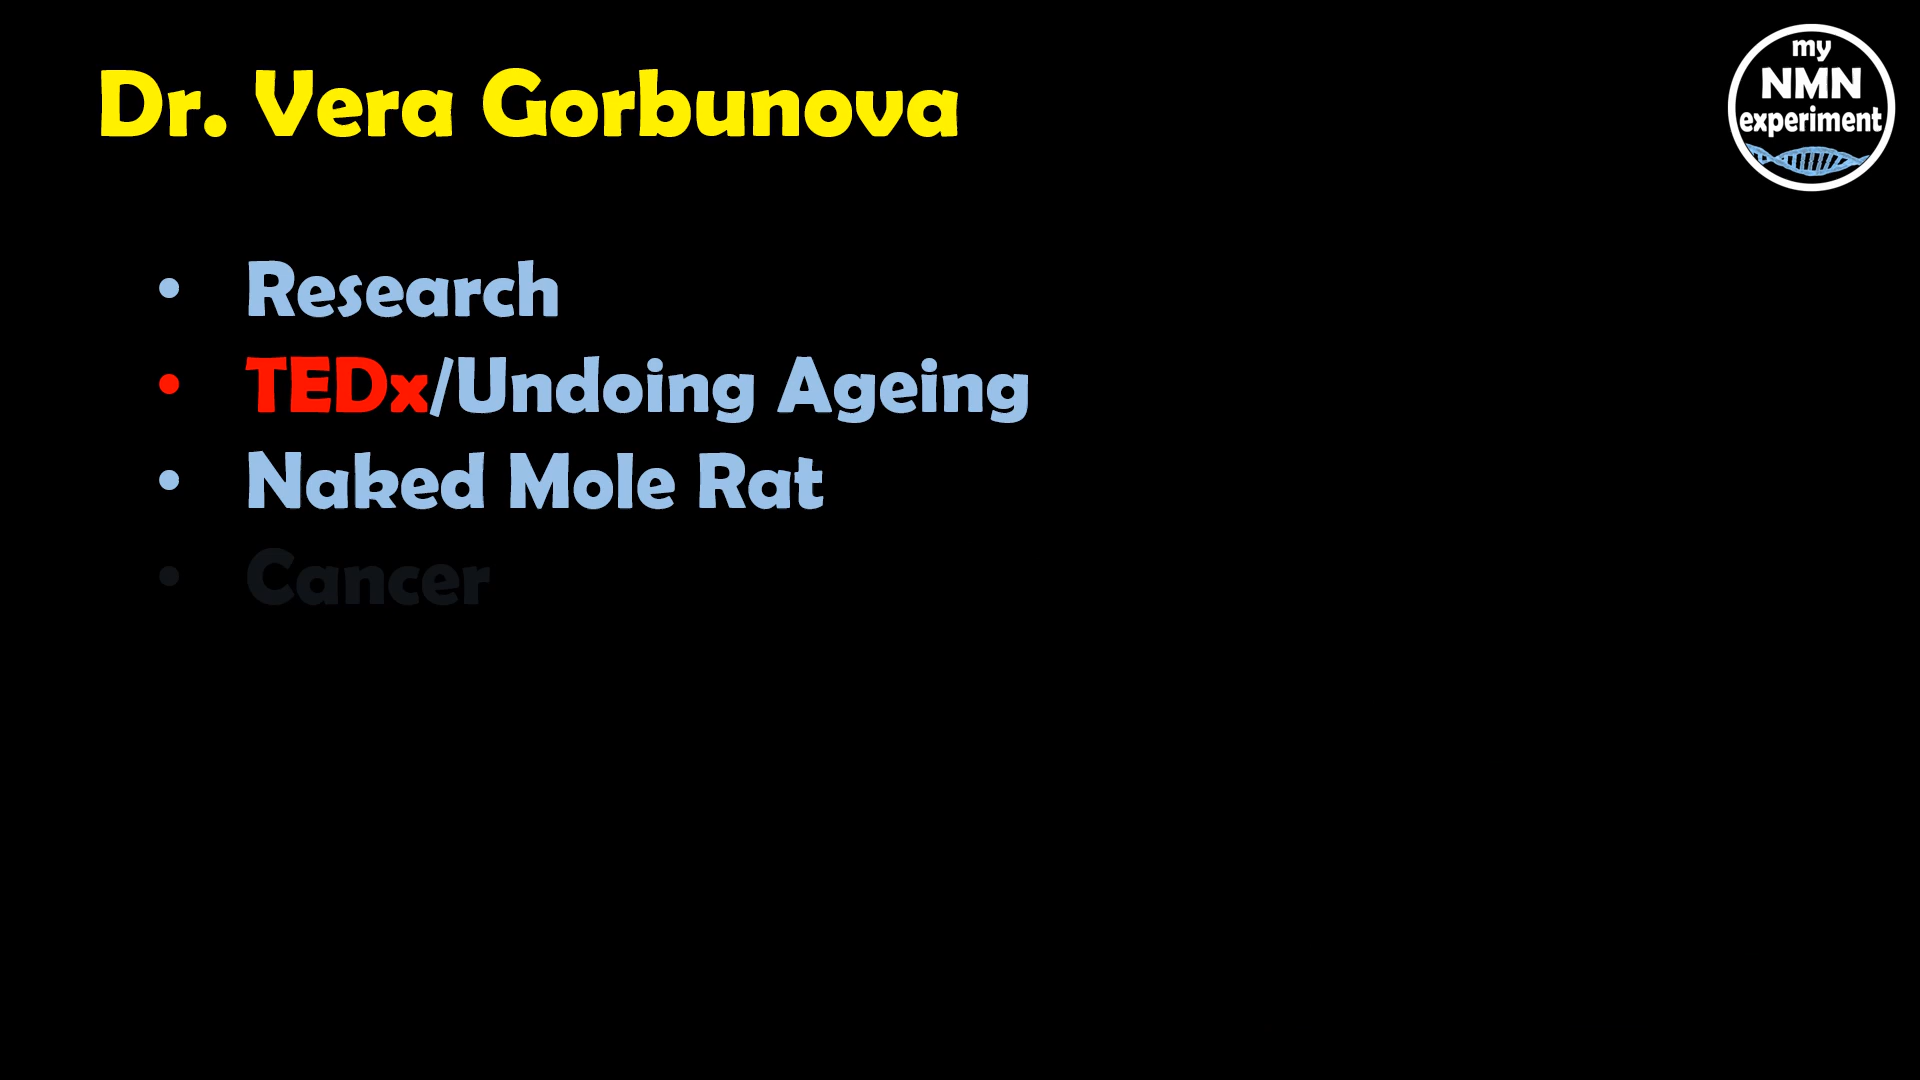 Dr. Vera Gorbunova
my
NMN
experiment
• Research
• TEDx/Undoing Ageing
• Naked Mole Rat
• Cancer